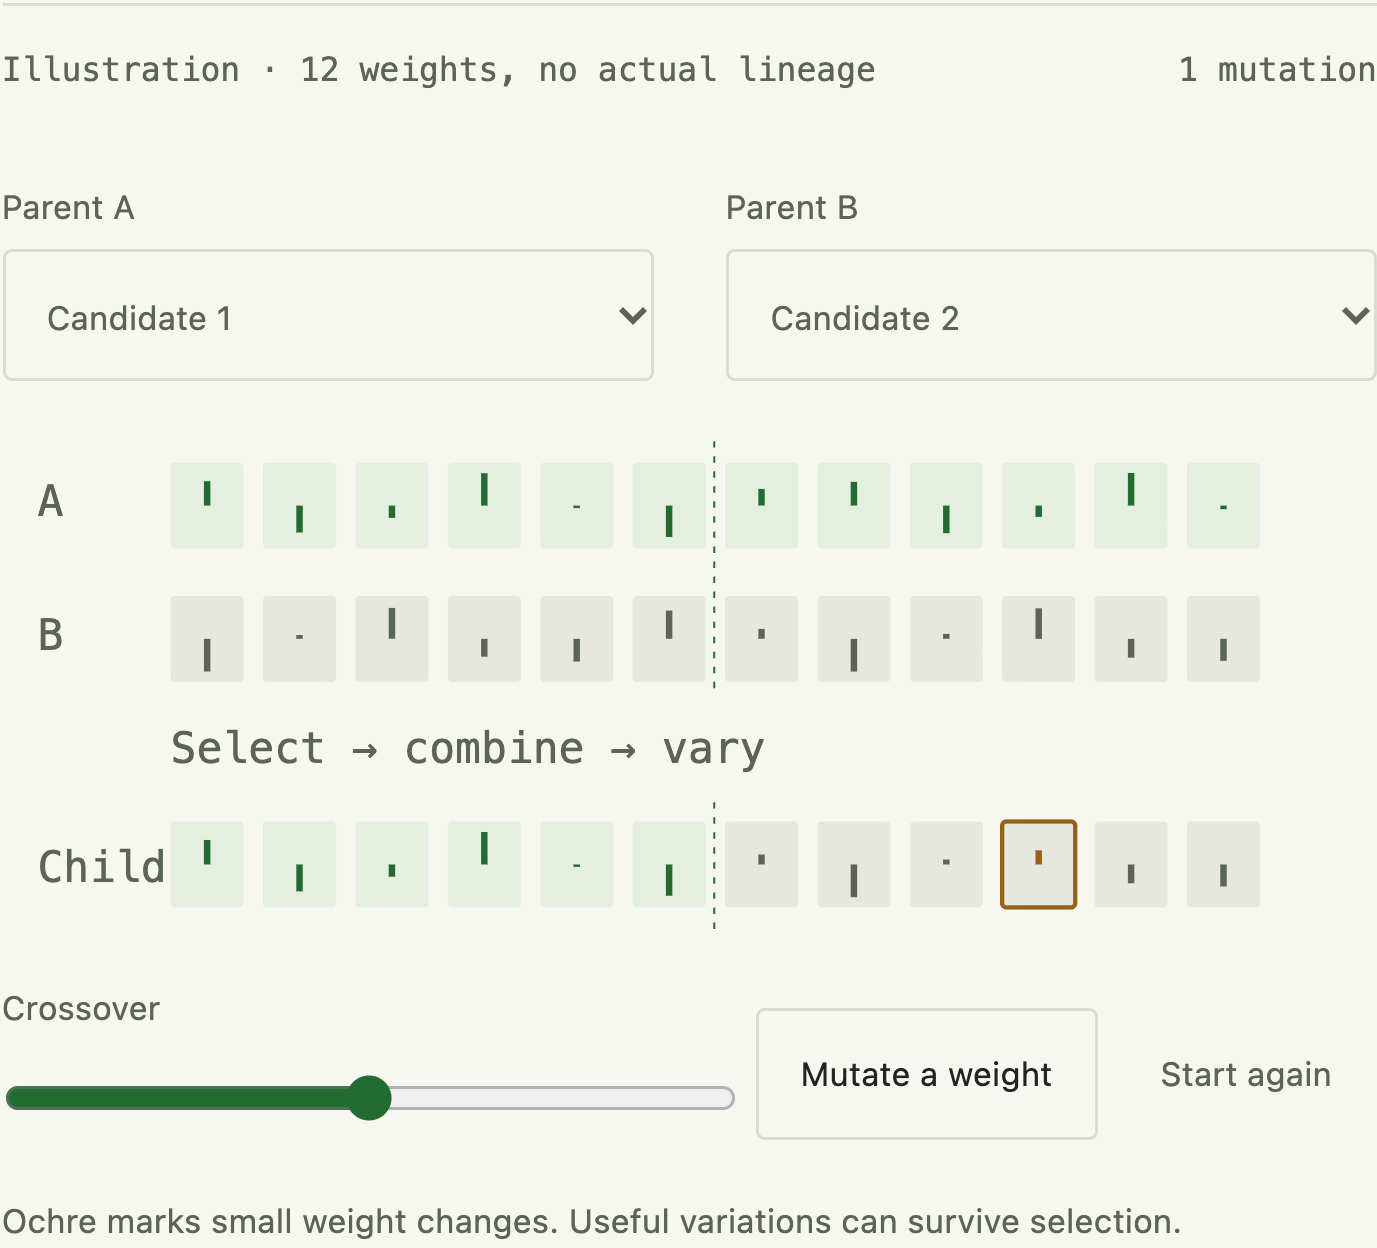 Illustration · 12 weights, no actual lineage 1 mutation
Parent A Parent B
Candidate 1 Candidate 2
A
B
Select → combine → vary
Child
Crossover
Mutate a weight Start again
Ochre marks small weight changes. Useful variations can survive selection.